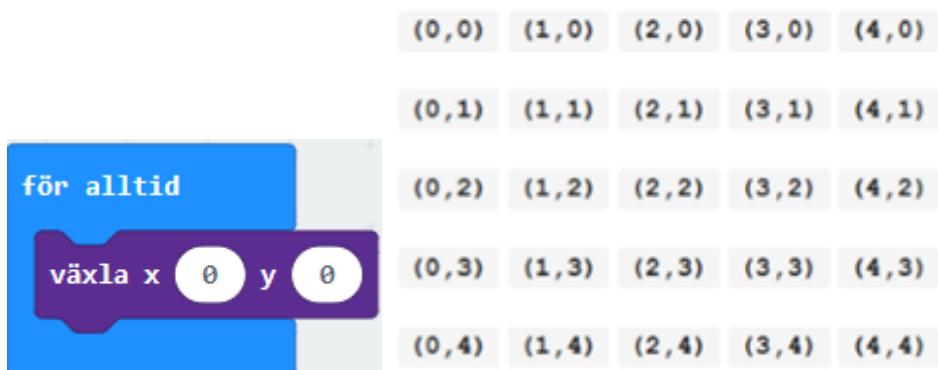 (0,0) (1,0) (2,0) (3,0) (4,0)
(0,1) (1,1) (2,1) (3,1) (4,1)
för alltid
(0,2) (1,2) (2,2) (3,2) (4,2)
växla x 0 y 0
(0,3) (1,3) (2,3) (3,3) (4,3)
(0,4) (1,4) (2,4) (3,4) (4,4)